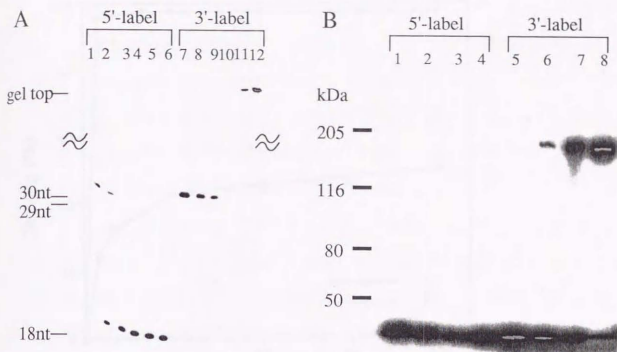 A
5'-label 3'-label
1 2 3 4 5 6 7 8 9 10 11 12
gel top
30nt
29nt
18nt
B
5'-label 3'-label
1 2 3 4 5 6 7 8
kDa
205
116
80
50